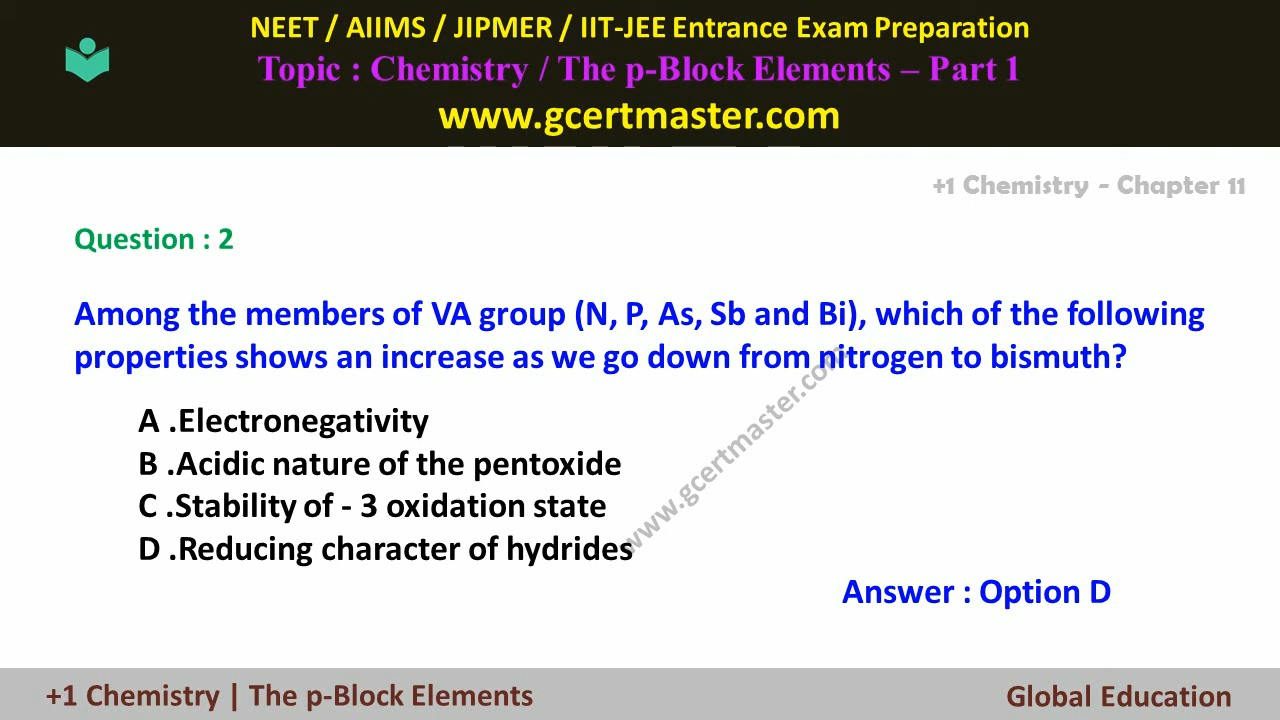 NEET / AIIMS / JIPMER / IIT-JEE Entrance Exam Preparation
Topic : Chemistry / The p-Block Elements – Part 1
www.gcertmaster.com
+1 Chemistry - Chapter 11
Question : 2
Among the members of VA group (N, P, As, Sb and Bi), which of the following
properties shows an increase as we go down from nitrogen to bismuth?
A .Electronegativity
B .Acidic nature of the pentoxide
C .Stability of - 3 oxidation state
D .Reducing character of hydrides
www.gcertmaster.com
Answer : Option D
+1 Chemistry | The p-Block Elements
Global Education